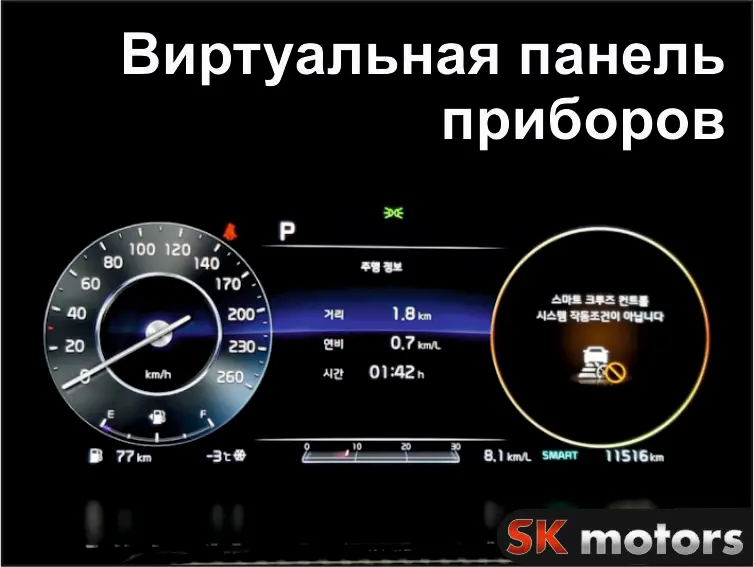 Виртуальная панель
приборов
P
주행 정보
거리 1.8 km
연비 0.7 km/L
시간 01:42 h
0 20 40 60 80 100 120 140 170 200 230 260
km/h
E F
스마트 크루즈 컨트롤
시스템 작동조건이 아닙니다
77 km -3℃
0 10 20 30
8.1 km/L SMART 11516 km
SK motors